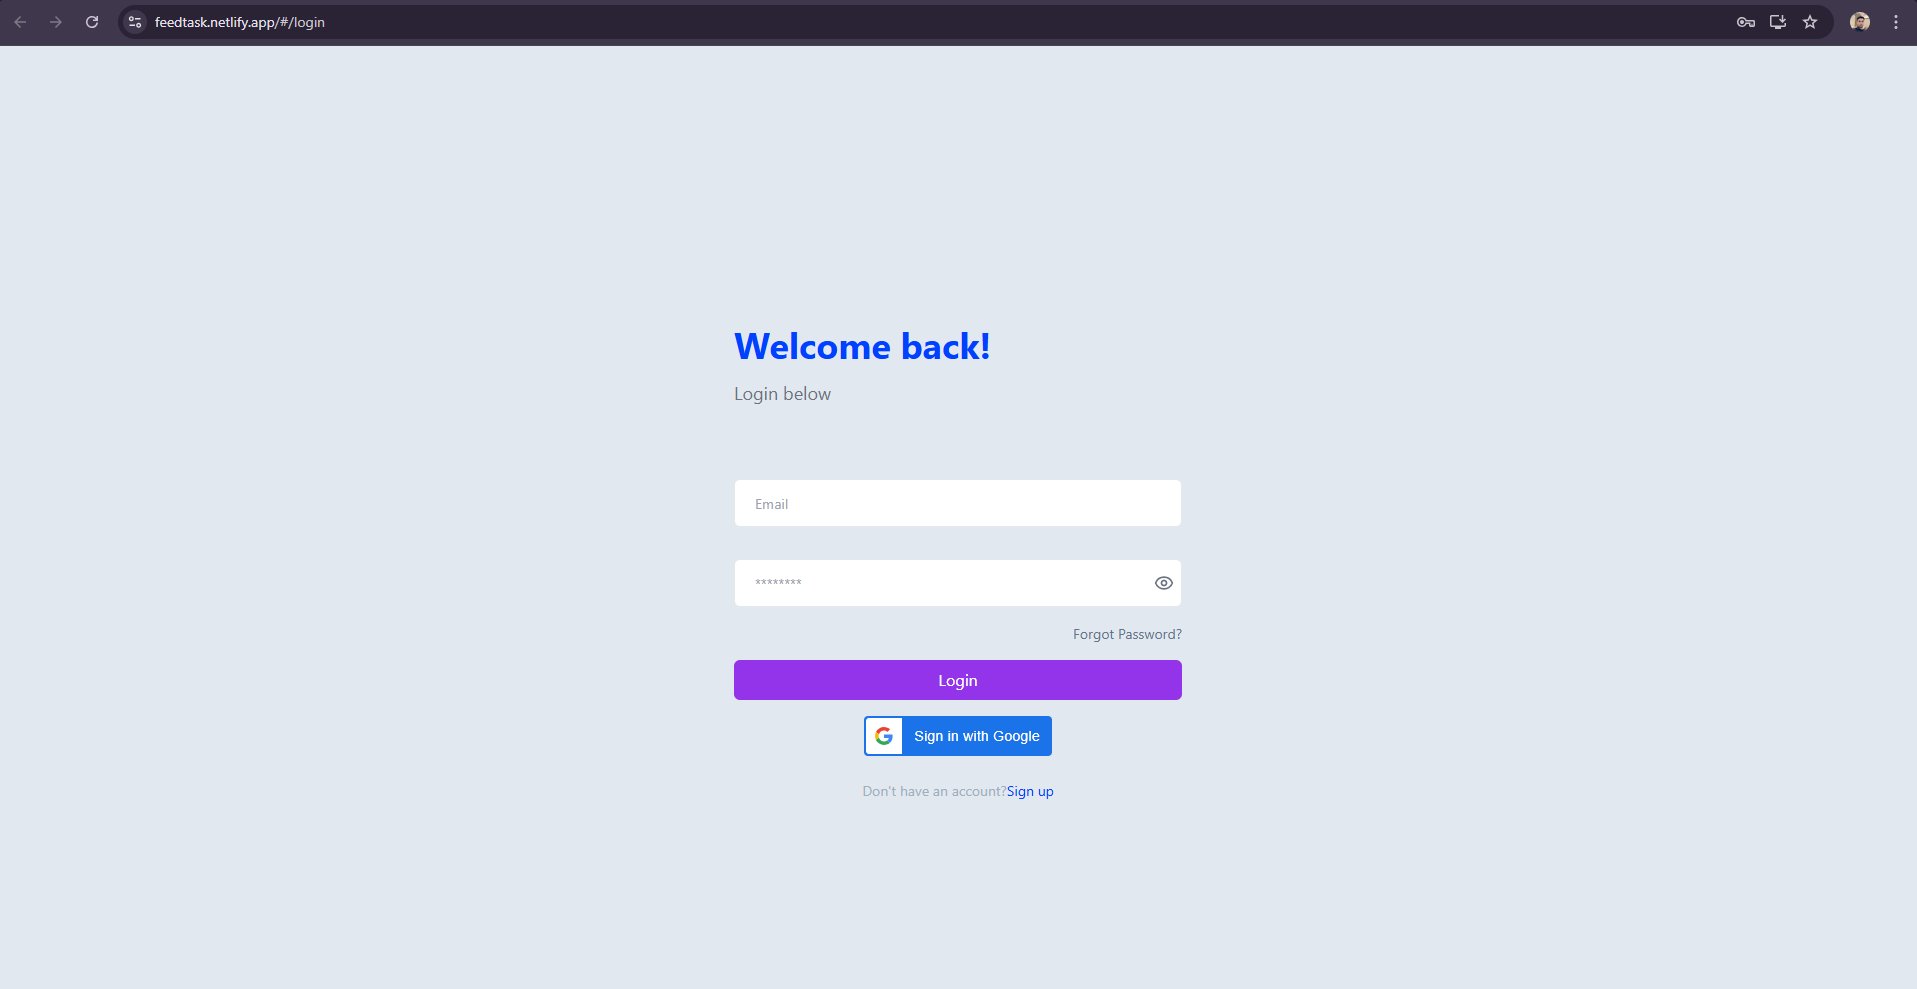 feedtask.netlify.app/#/login
Welcome back!
Login below
Email
********
Forgot Password?
Login
Sign in with Google
Don't have an account?Sign up